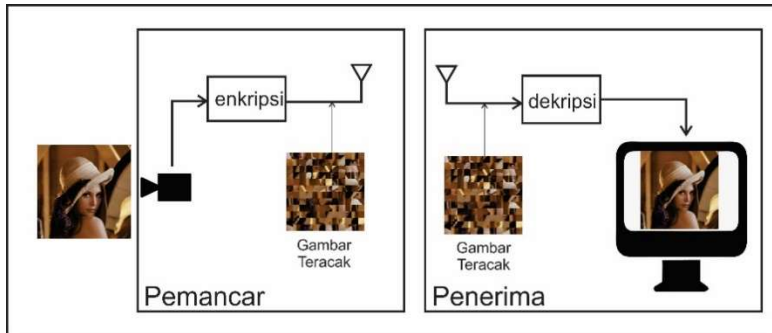 enkripsi
Gambar
Teracak
Pemancar
dekripsi
Gambar
Teracak
Penerima